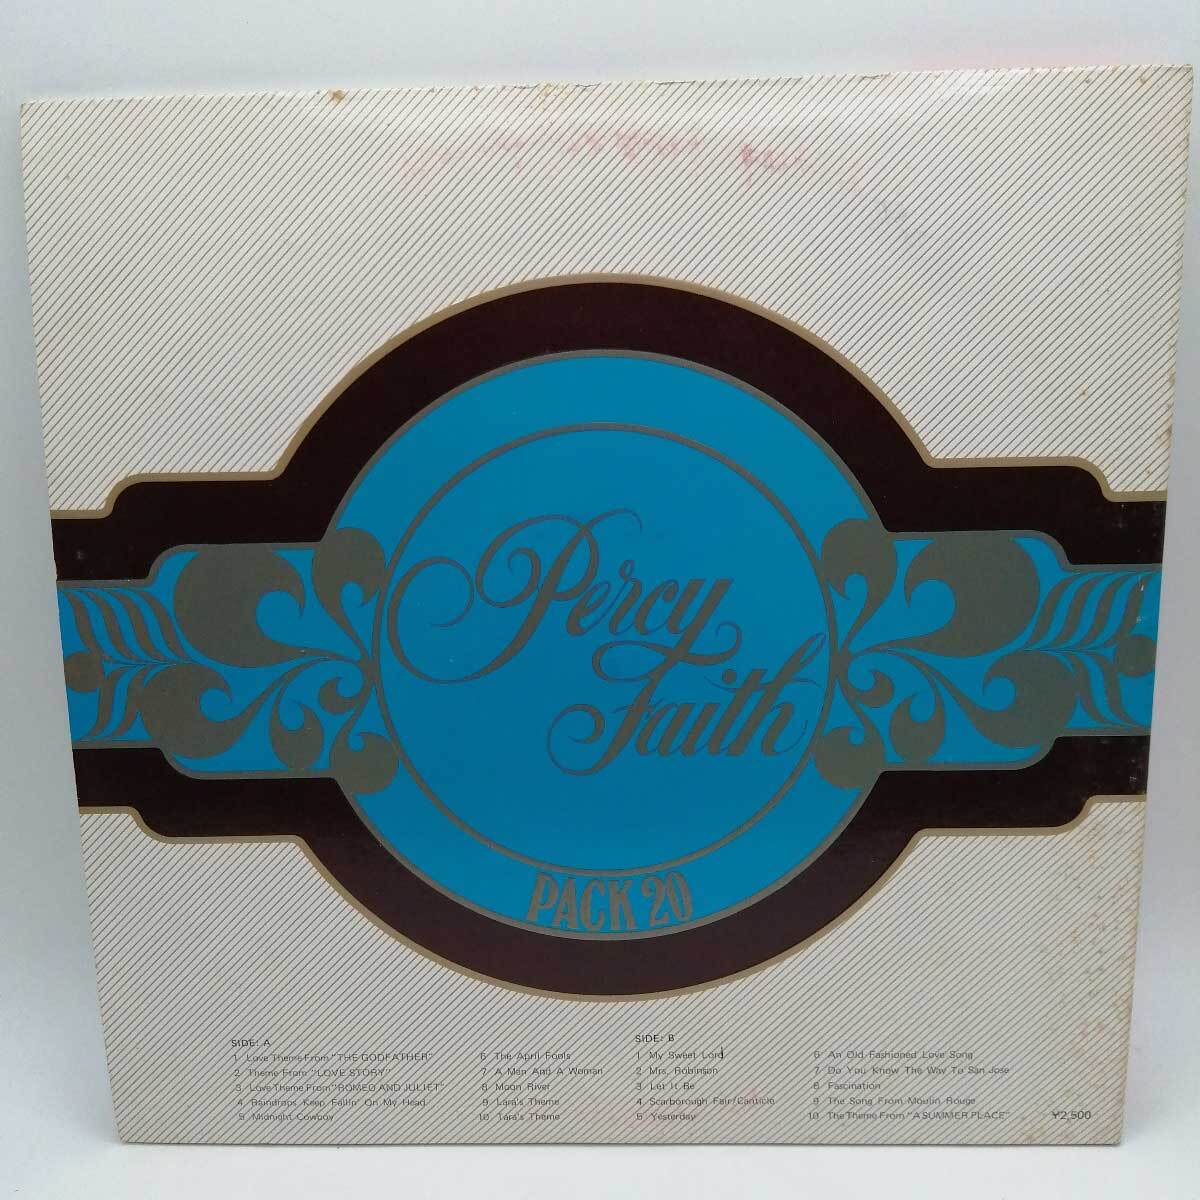 Percy
Faith
PACK 20
SIDE: A
1 Love Theme From "THE GODFATHER"
2 Theme From "LOVE STORY"
3 Love Theme From "ROMEO AND JULIET"
4 Raindrops Keep Fallin' On My Head
5 Midnight Cowboy
6 The April Fools
7 A Man And A Woman
8 Moon River
9 Lara's Theme
10 Tara's Theme
SIDE: B
1 My Sweet Lord
2 Mrs. Robinson
3 Let It Be
4 Scarborough Fair/Canticle
5 Yesterday
6 An Old Fashioned Love Song
7 Do You Know The Way To San Jose
8 Fascination
9 The Song From Moulin Rouge
10 The Theme From "A SUMMER PLACE"
¥2,500